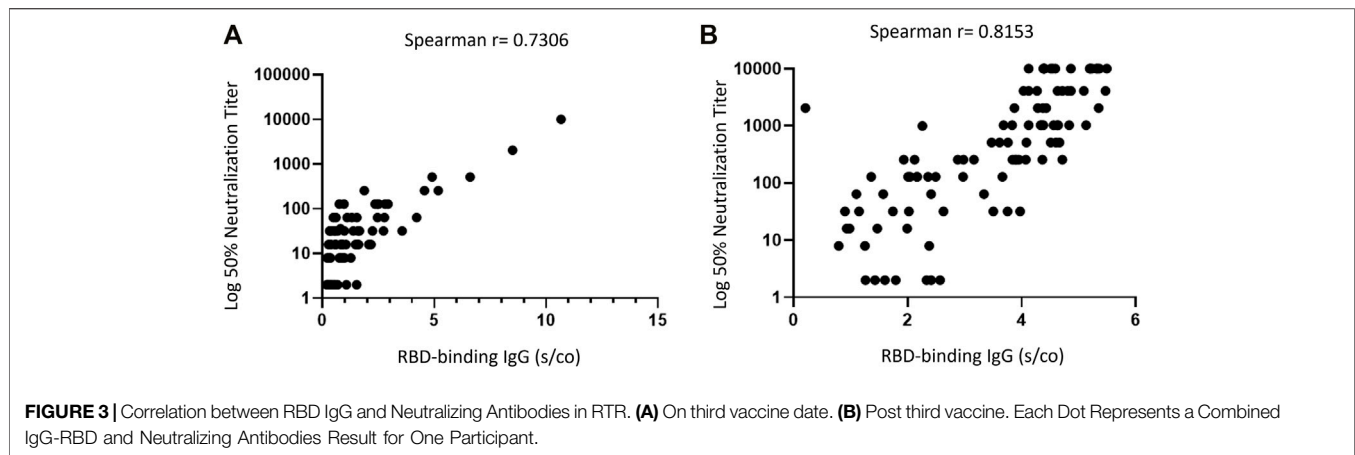 A
Spearman r= 0.7306
Log 50% Neutralization Titer
100000
10000
1000
100
10
1
0
5
10
15
RBD-binding IgG (s/co)
B
Spearman r= 0.8153
Log 50% Neutralization Titer
10000
1000
100
10
1
0
2
4
6
RBD-binding IgG (s/co)
FIGURE 3 | Correlation between RBD IgG and Neutralizing Antibodies in RTR. (A) On third vaccine date. (B) Post third vaccine. Each Dot Represents a Combined
IgG-RBD and Neutralizing Antibodies Result for One Participant.